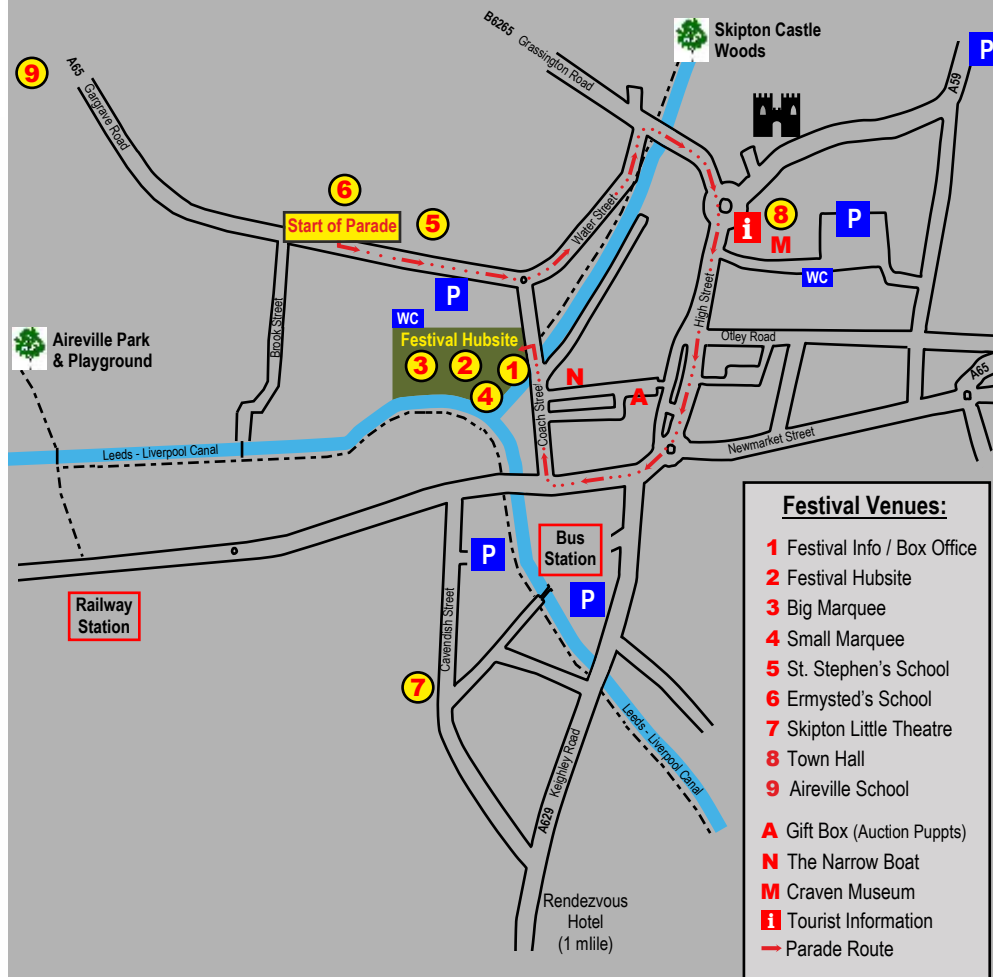 B6265 Grassington Road
Skipton Castle
Woods
P
A59
9
A65 Gargrave Road
6
Start of Parade
5
Water Street
i
8
M
P
WC
P
WC
Brook Street
High Street
Otley Road
Aireville Park
& Playground
Festival Hubsite
3
2
1
4
N
A
A65
Coach Street
Newmarket Street
Leeds - Liverpool Canal
Bus
Station
P
P
Railway
Station
Cavendish Street
7
Leeds - Liverpool Canal
A629 Keighley Road
Rendezvous
Hotel
(1 mlile)
Festival Venues:
1 Festival Info / Box Office
2 Festival Hubsite
3 Big Marquee
4 Small Marquee
5 St. Stephen's School
6 Ermysted's School
7 Skipton Little Theatre
8 Town Hall
9 Aireville School
A Gift Box (Auction Puppts)
N The Narrow Boat
M Craven Museum
i Tourist Information
Parade Route